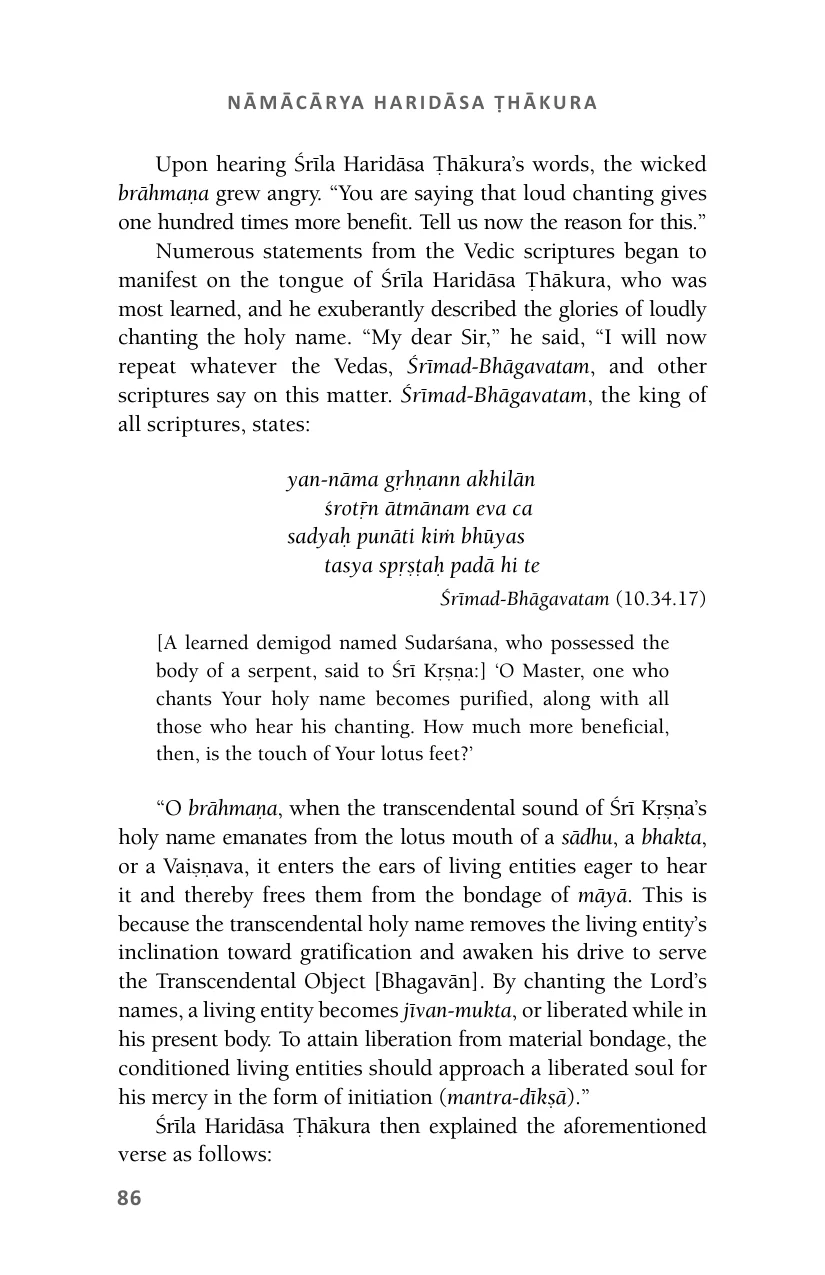 NĀMĀCĀRYA HARIDĀSA ṬHĀKURA
Upon hearing Śrīla Haridāsa Ṭhākura’s words, the wicked
brāhmaṇa grew angry. “You are saying that loud chanting gives
one hundred times more benefit. Tell us now the reason for this.”
Numerous statements from the Vedic scriptures began to
manifest on the tongue of Śrīla Haridāsa Ṭhākura, who was
most learned, and he exuberantly described the glories of loudly
chanting the holy name. “My dear Sir,” he said, “I will now
repeat whatever the Vedas, Śrīmad-Bhāgavatam, and other
scriptures say on this matter. Śrīmad-Bhāgavatam, the king of
all scriptures, states:
yan-nāma gṛhṇann akhilān
śrotṝn ātmānam eva ca
sadyaḥ punāti kiṁ bhūyas
tasya spṛṣṭaḥ padā hi te
Śrīmad-Bhāgavatam (10.34.17)
[A learned demigod named Sudarśana, who possessed the
body of a serpent, said to Śrī Kṛṣṇa:] ‘O Master, one who
chants Your holy name becomes purified, along with all
those who hear his chanting. How much more beneficial,
then, is the touch of Your lotus feet?’
“O brāhmaṇa, when the transcendental sound of Śrī Kṛṣṇa’s
holy name emanates from the lotus mouth of a sādhu, a bhakta,
or a Vaiṣṇava, it enters the ears of living entities eager to hear
it and thereby frees them from the bondage of māyā. This is
because the transcendental holy name removes the living entity’s
inclination toward gratification and awaken his drive to serve
the Transcendental Object [Bhagavān]. By chanting the Lord’s
names, a living entity becomes jīvan-mukta, or liberated while in
his present body. To attain liberation from material bondage, the
conditioned living entities should approach a liberated soul for
his mercy in the form of initiation (mantra-dīkṣā).”
Śrīla Haridāsa Ṭhākura then explained the aforementioned
verse as follows:
86